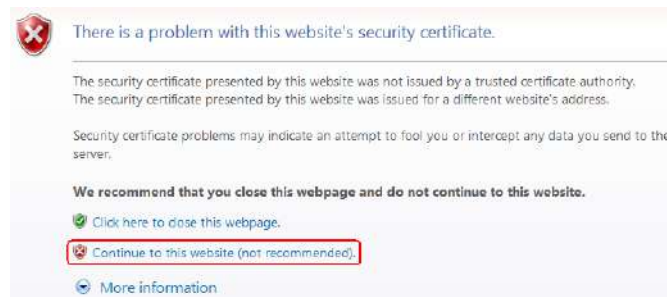 There is a problem with this website's security certificate.
The security certificate presented by this website was not issued by a trusted certificate authority.
The security certificate presented by this website was issued for a different website's address.
Security certificate problems may indicate an attempt to fool you or intercept any data you send to the
server.
We recommend that you close this webpage and do not continue to this website.
Click here to close this webpage.
Continue to this website (not recommended).
More information